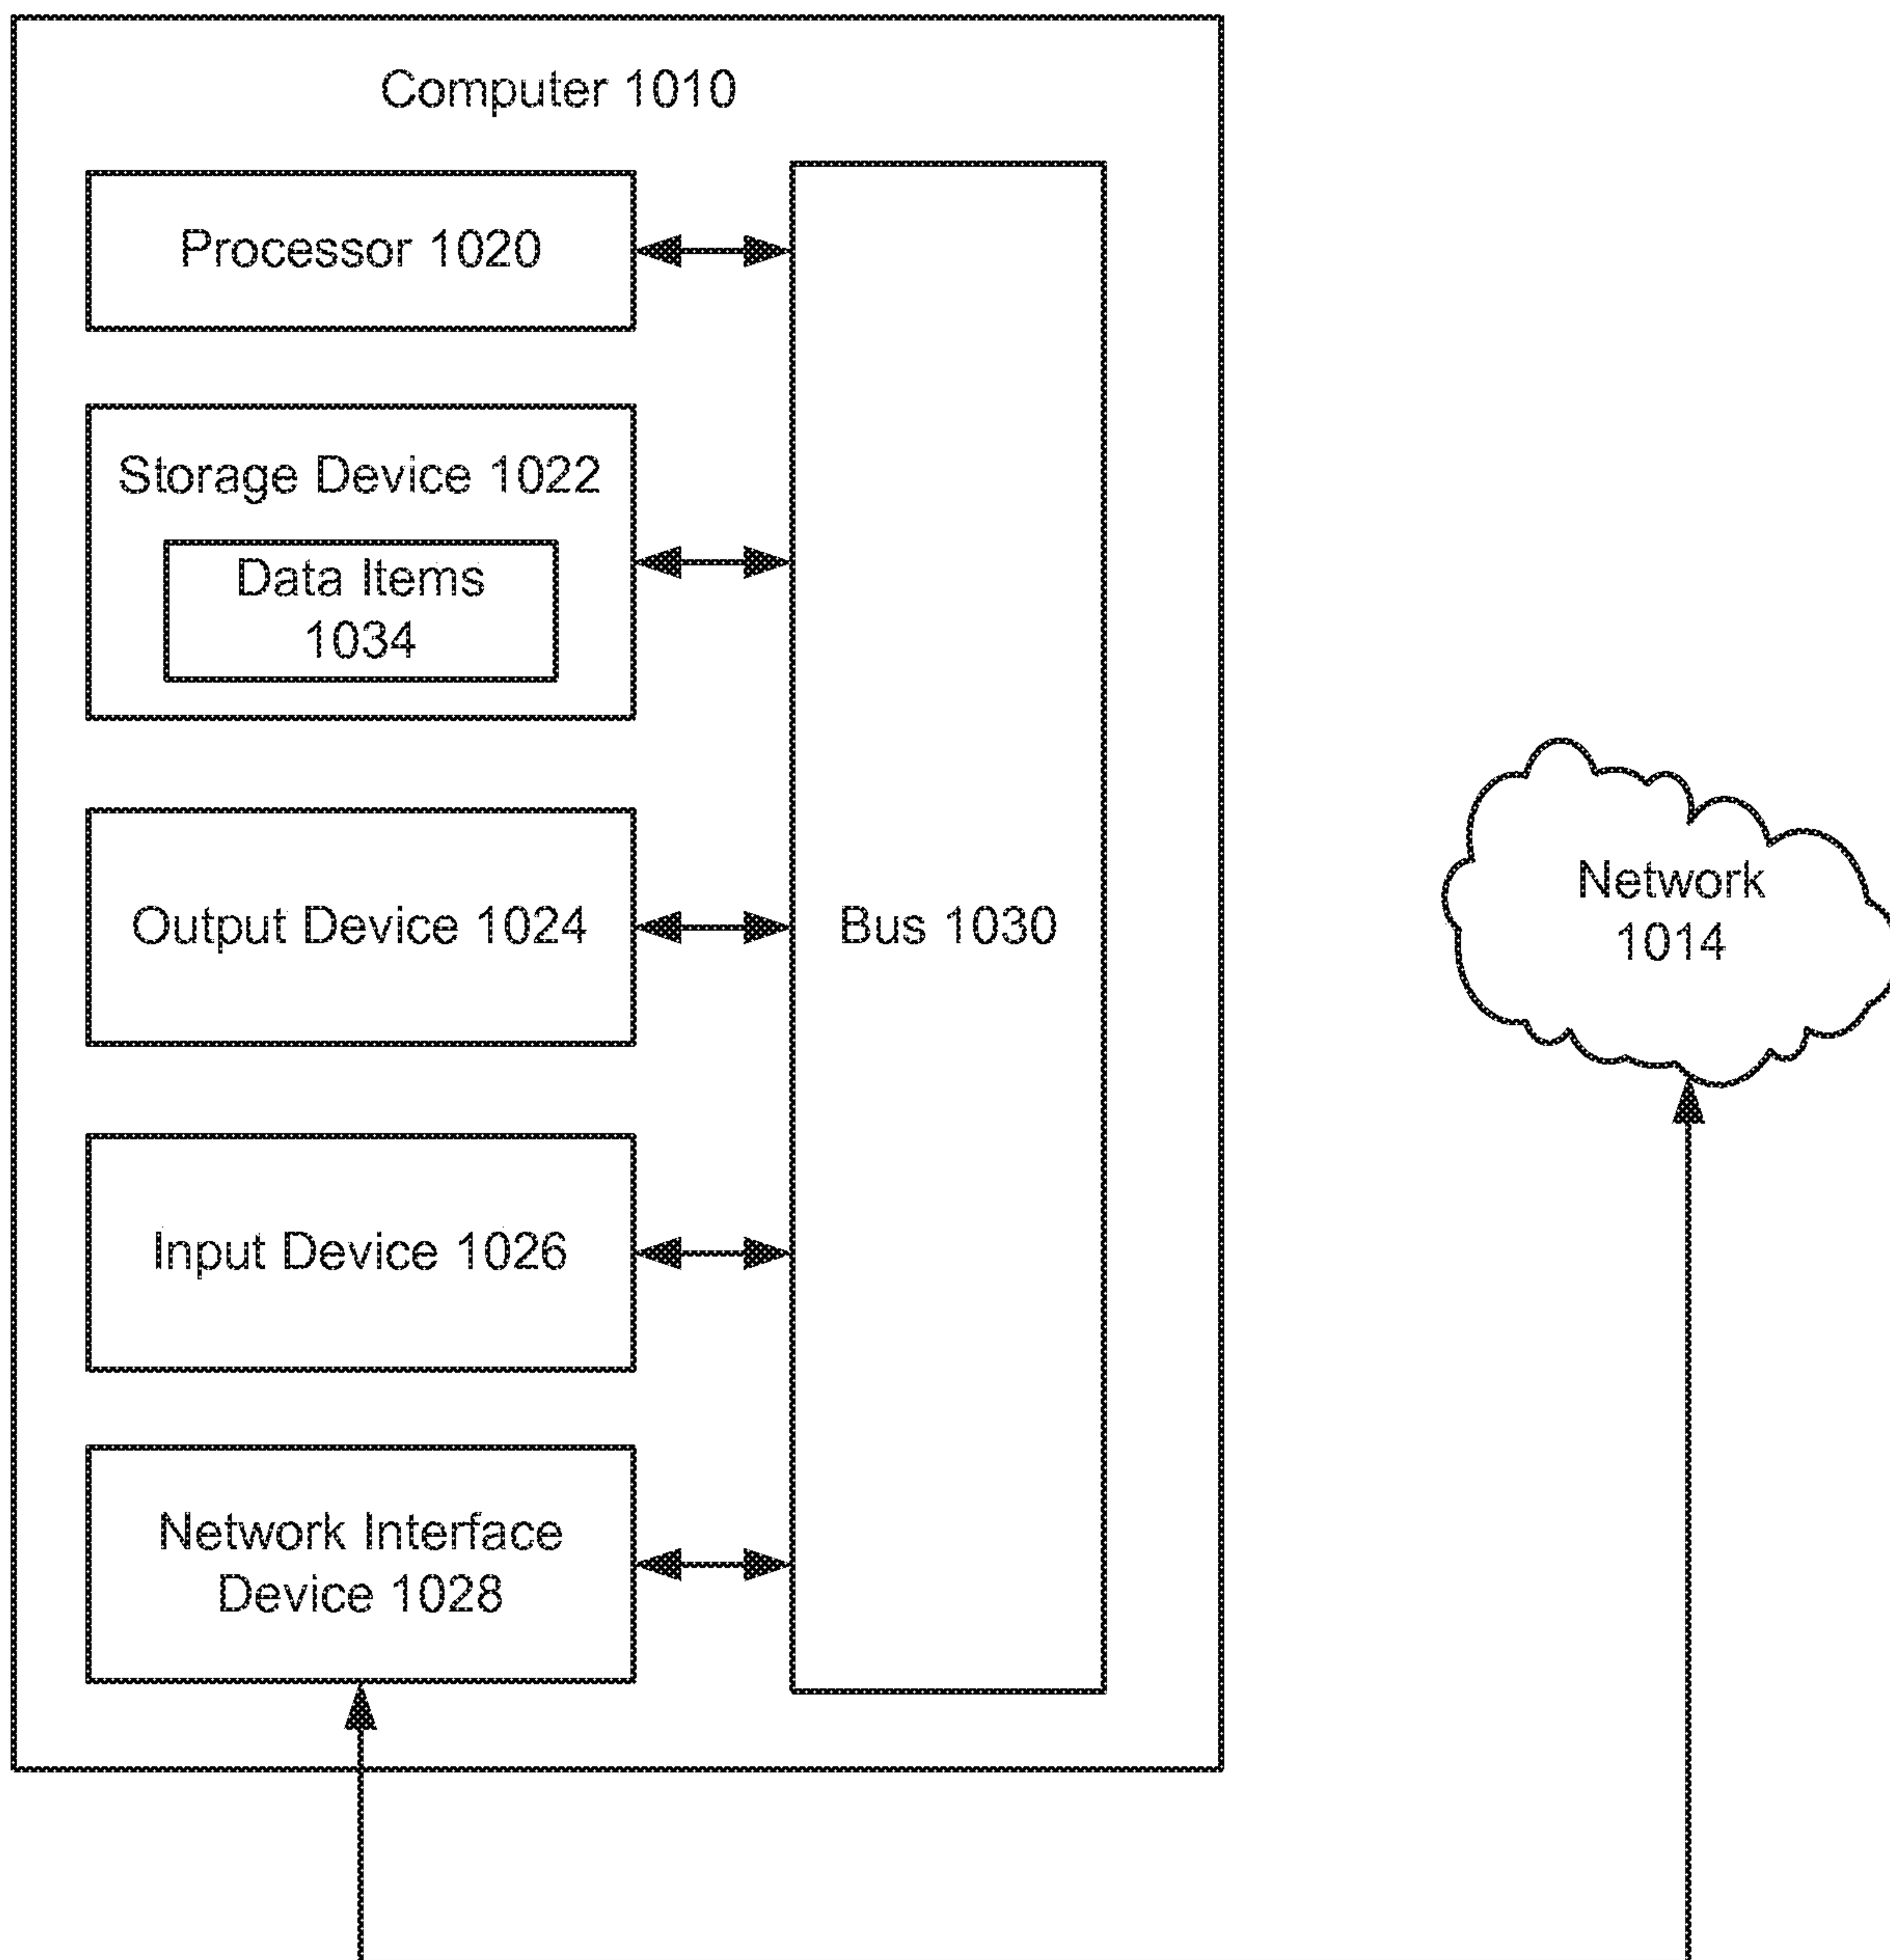 Computer 1010
Processor 1020
Storage Device 1022
Data Items
1034
Output Device 1024
Input Device 1026
Network Interface
Device 1028
Bus 1030
Network
1014